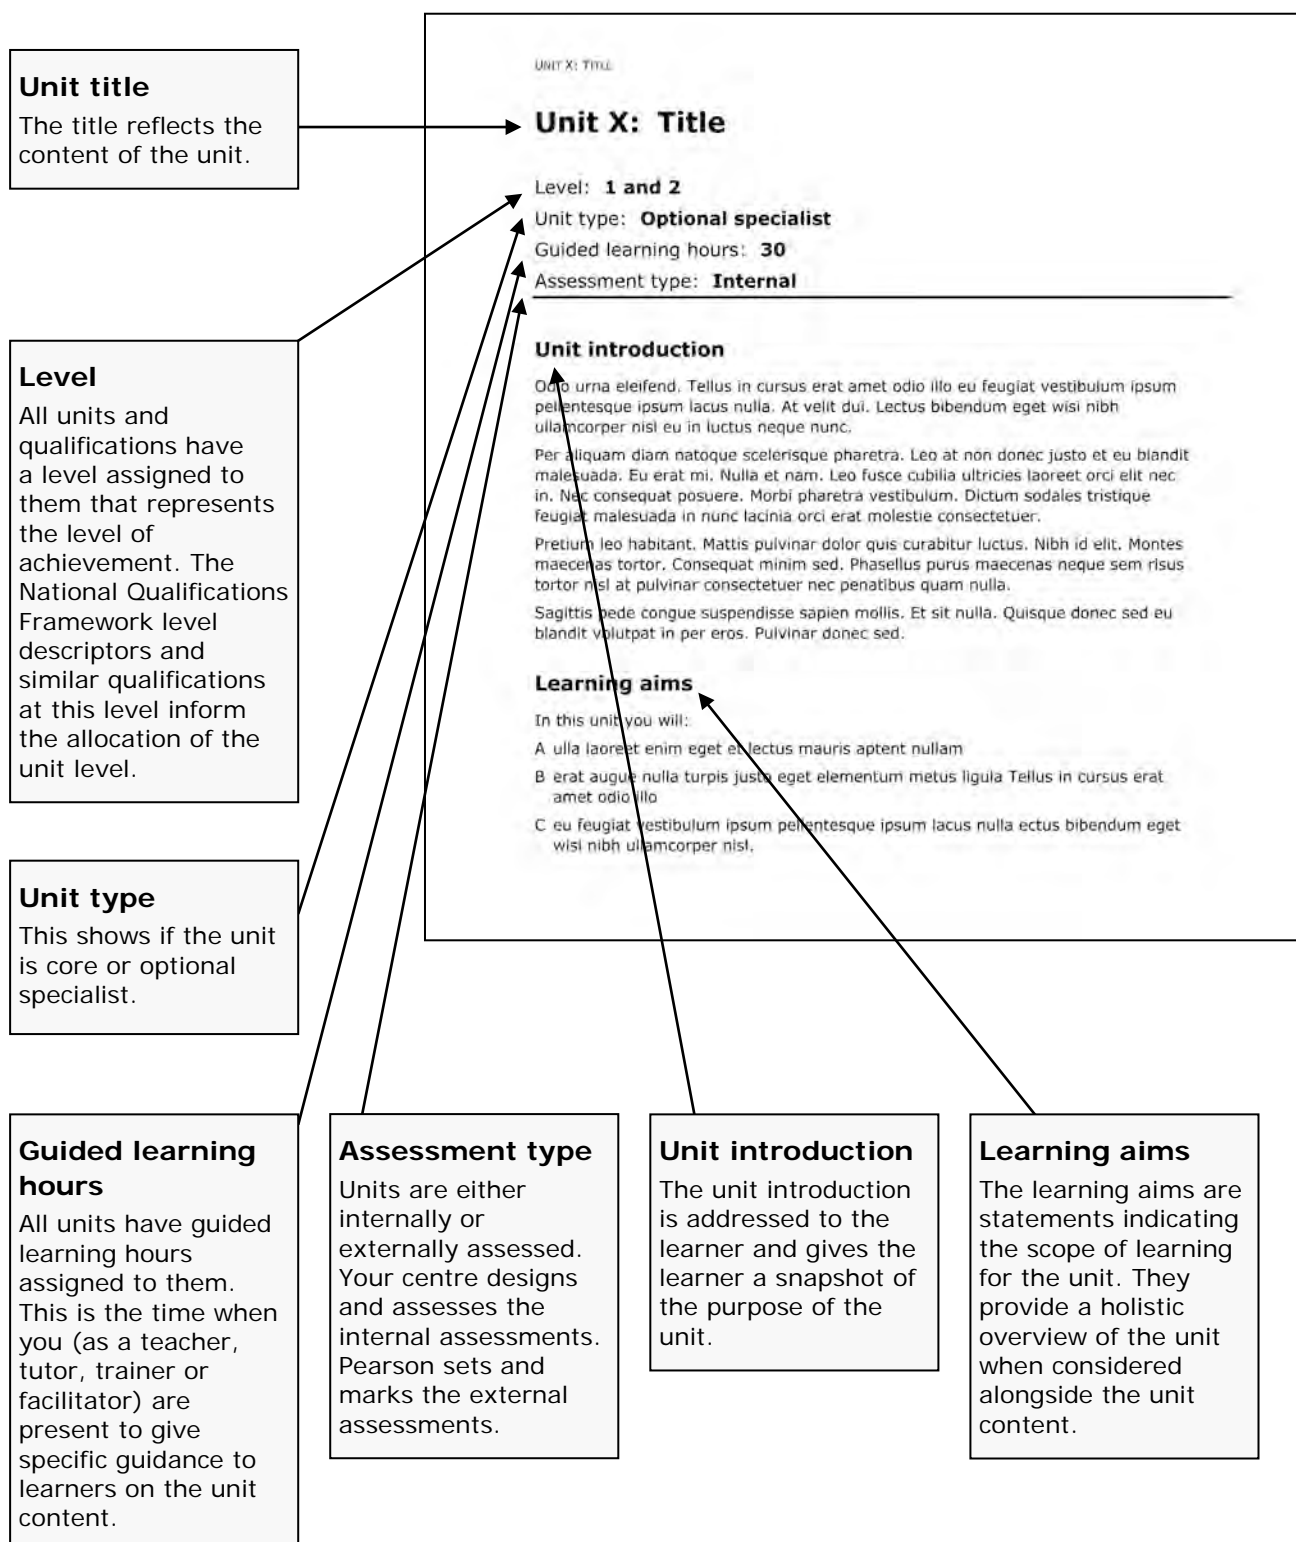 UNIT X: TITLE
Unit X: Title
Level: 1 and 2
Unit type: Optional specialist
Guided learning hours: 30
Assessment type: Internal
Unit introduction
Odio urna eleifend. Tellus in cursus erat amet odio illo eu feugiat vestibulum ipsum
pellentesque ipsum lacus nulla. At velit dui. Lectus bibendum eget wisi nibh
ullamcorper nisl eu in luctus neque nunc.
Per aliquam diam natoque scelerisque pharetra. Leo at non donec justo et eu blandit
malesuada. Eu erat mi. Nulla et nam. Leo fusce cubilia ultricies laoreet orci elit nec
in. Nec consequat posuere. Morbi pharetra vestibulum. Dictum sodales tristique
feugiat malesuada in nunc lacinia orci erat molestie consectetuer.
Pretium leo habitant. Mattis pulvinar dolor quis curabitur luctus. Nibh id elit. Montes
maecenas tortor. Consequat minim sed. Phasellus purus maecenas neque sem risus
tortor nisl at pulvinar consectetuer nec penatibus quam nulla.
Sagittis pede congue suspendisse sapien mollis. Et sit nulla. Quisque donec sed eu
blandit volutpat in per eros. Pulvinar donec sed.
Learning aims
In this unit you will:
A ulla laoreet enim eget et lectus mauris aptent nullam
B erat augue nulla turpis justo eget elementum metus ligula Tellus in cursus erat
amet odio illo
C eu feugiat vestibulum ipsum pellentesque ipsum lacus nulla ectus bibendum eget
wisi nibh ullamcorper nisl.
Unit title
The title reflects the
content of the unit.
Level
All units and
qualifications have
a level assigned to
them that represents
the level of
achievement. The
National Qualifications
Framework level
descriptors and
similar qualifications
at this level inform
the allocation of the
unit level.
Unit type
This shows if the unit
is core or optional
specialist.
Guided learning
hours
All units have guided
learning hours
assigned to them.
This is the time when
you (as a teacher,
tutor, trainer or
facilitator) are
present to give
specific guidance to
learners on the unit
content.
Assessment type
Units are either
internally or
externally assessed.
Your centre designs
and assesses the
internal assessments.
Pearson sets and
marks the external
assessments.
Unit introduction
The unit introduction
is addressed to the
learner and gives the
learner a snapshot of
the purpose of the
unit.
Learning aims
The learning aims are
statements indicating
the scope of learning
for the unit. They
provide a holistic
overview of the unit
when considered
alongside the unit
content.